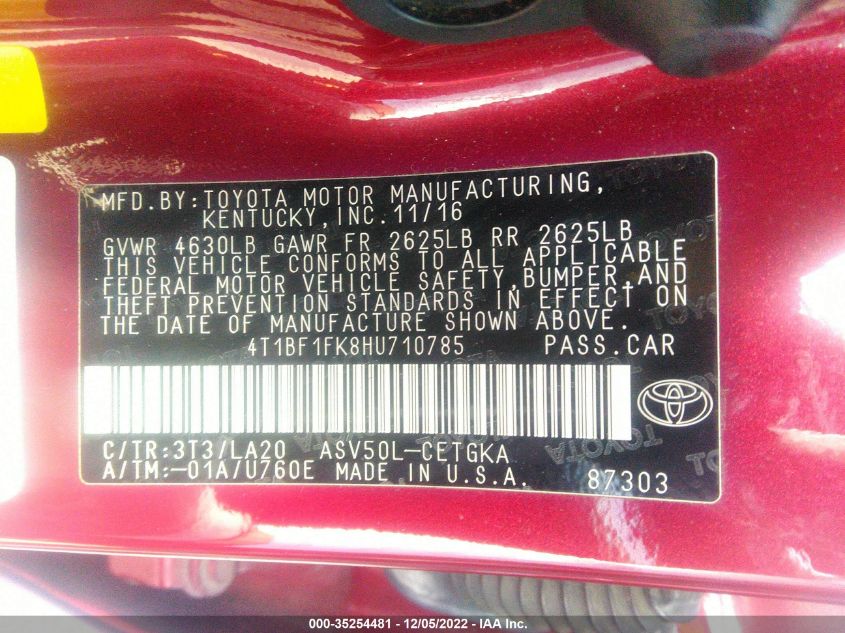 MFD.BY:TOYOTA MOTOR MANUFACTURING,
KENTUCKY,INC.11/16
GVWR 4630LB GAWR FR 2625LB RR 2625LB
THIS VEHICLE CONFORMS TO ALL APPLICABLE
FEDERAL MOTOR VEHICLE SAFETY,BUMPER,AND
THEFT PREVENTION STANDARDS IN EFFECT ON
THE DATE OF MANUFACTURE SHOWN ABOVE.
4T1BF1FK8HU710785 PASS.CAR
C/TR:3T3/LA20 ASV50L-CETGKA
A/TM:-01A/U760E MADE IN U.S.A. 87303
000-35254481 - 12/05/2022 - IAA Inc.